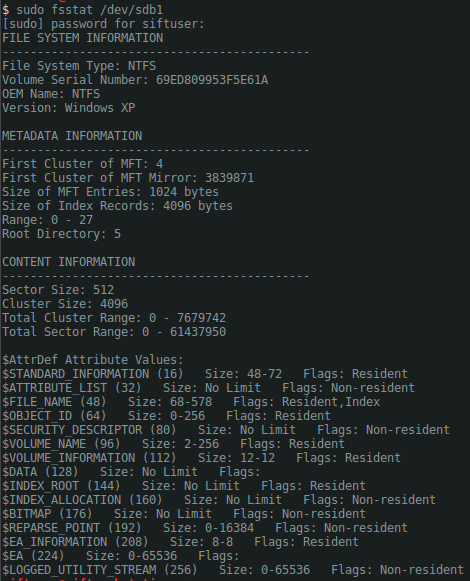 $ sudo fsstat /dev/sdb1
[sudo] password for siftuser:
FILE SYSTEM INFORMATION
--------------------------------------------
File System Type: NTFS
Volume Serial Number: 69ED809953F5E61A
OEM Name: NTFS
Version: Windows XP
METADATA INFORMATION
--------------------------------------------
First Cluster of MFT: 4
First Cluster of MFT Mirror: 3839871
Size of MFT Entries: 1024 bytes
Size of Index Records: 4096 bytes
Range: 0 - 27
Root Directory: 5
CONTENT INFORMATION
--------------------------------------------
Sector Size: 512
Cluster Size: 4096
Total Cluster Range: 0 - 7679742
Total Sector Range: 0 - 61437950
$AttrDef Attribute Values:
$STANDARD_INFORMATION (16)   Size: 48-72   Flags: Resident
$ATTRIBUTE_LIST (32)   Size: No Limit   Flags: Non-resident
$FILE_NAME (48)   Size: 68-578   Flags: Resident,Index
$OBJECT_ID (64)   Size: 0-256   Flags: Resident
$SECURITY_DESCRIPTOR (80)   Size: No Limit   Flags: Non-resident
$VOLUME_NAME (96)   Size: 2-256   Flags: Resident
$VOLUME_INFORMATION (112)   Size: 12-12   Flags: Resident
$DATA (128)   Size: No Limit   Flags:
$INDEX_ROOT (144)   Size: No Limit   Flags: Resident
$INDEX_ALLOCATION (160)   Size: No Limit   Flags: Non-resident
$BITMAP (176)   Size: No Limit   Flags: Non-resident
$REPARSE_POINT (192)   Size: 0-16384   Flags: Non-resident
$EA_INFORMATION (208)   Size: 8-8   Flags: Resident
$EA (224)   Size: 0-65536   Flags:
$LOGGED_UTILITY_STREAM (256)   Size: 0-65536   Flags: Non-resident